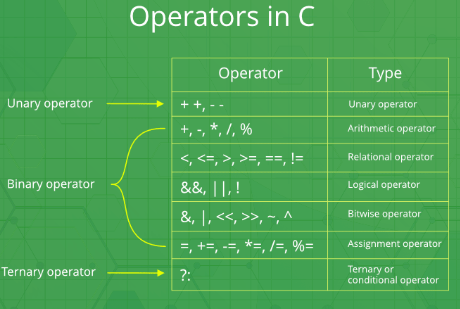 Operators in C
Operator Type
Unary operator + +, - - Unary operator
+, -, *, /, % Arithmetic operator
<, <=, >, >=, ==, != Relational operator
Binary operator &&, ||, ! Logical operator
&, |, <<, >>, ~, ^ Bitwise operator
=, +=, -=, *=, /=, %= Assignment operator
Ternary operator ?: Ternary or
conditional operator